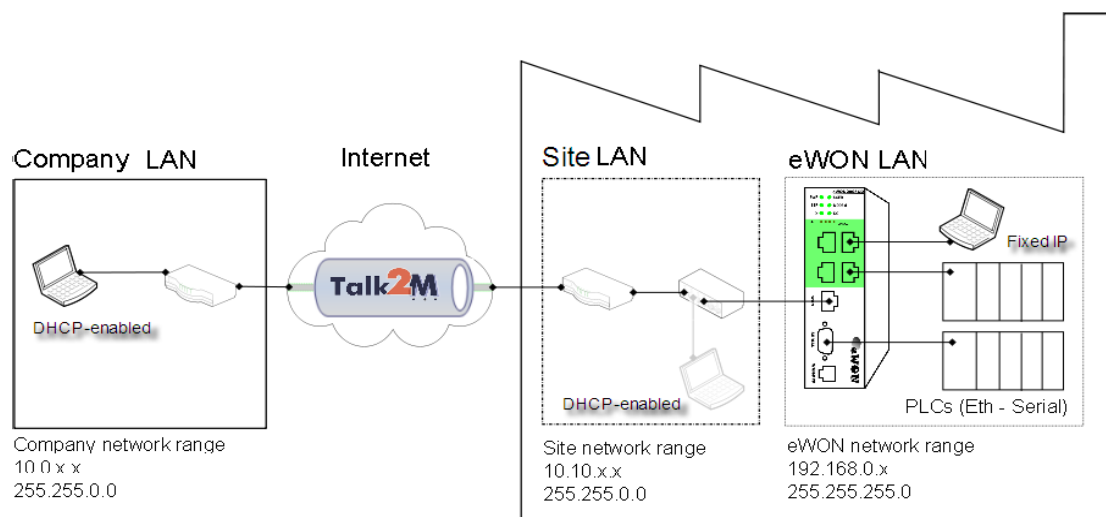 Company LAN
Internet
Site LAN
eWON LAN
Talk2M
Fixed IP
DHCP-enabled
DHCP-enabled
eWON
PLCs (Eth - Serial)
Company network range
10.0.x.x
255.255.0.0
Site network range
10.10.x.x
255.255.0.0
eWON network range
192.168.0.x
255.255.255.0